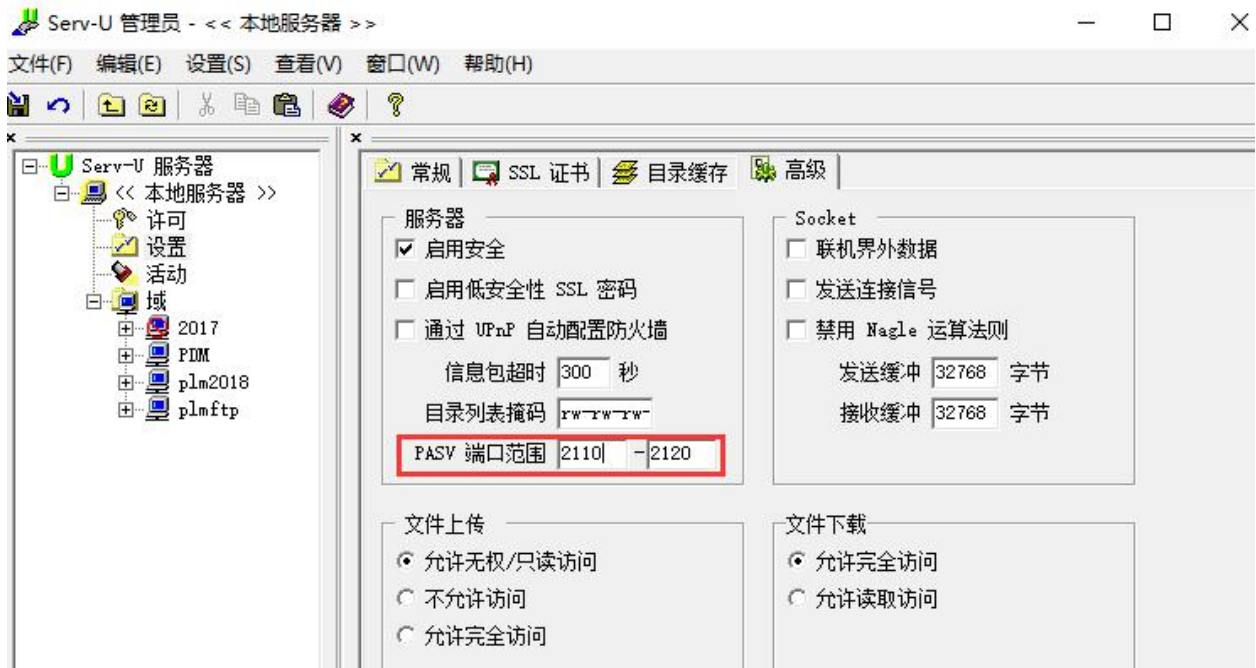 Serv-U 管理员 - << 本地服务器 >>
文件(F) 编辑(E) 设置(S) 查看(V) 窗口(W) 帮助(H)
Serv-U 服务器
<< 本地服务器 >>
许可
设置
活动
域
2017
PDM
plm2018
plmftp
常规 SSL 证书 目录缓存 高级
服务器
启用安全
启用低安全性 SSL 密码
通过 UPnP 自动配置防火墙
信息包超时 300 秒
目录列表掩码 rw-rw-rw-
PASV 端口范围 2110 - 2120
Socket
联机界外数据
发送连接信号
禁用 Nagle 运算法则
发送缓冲 32768 字节
接收缓冲 32768 字节
文件上传
允许无权/只读访问
不允许访问
允许完全访问
文件下载
允许完全访问
允许读取访问